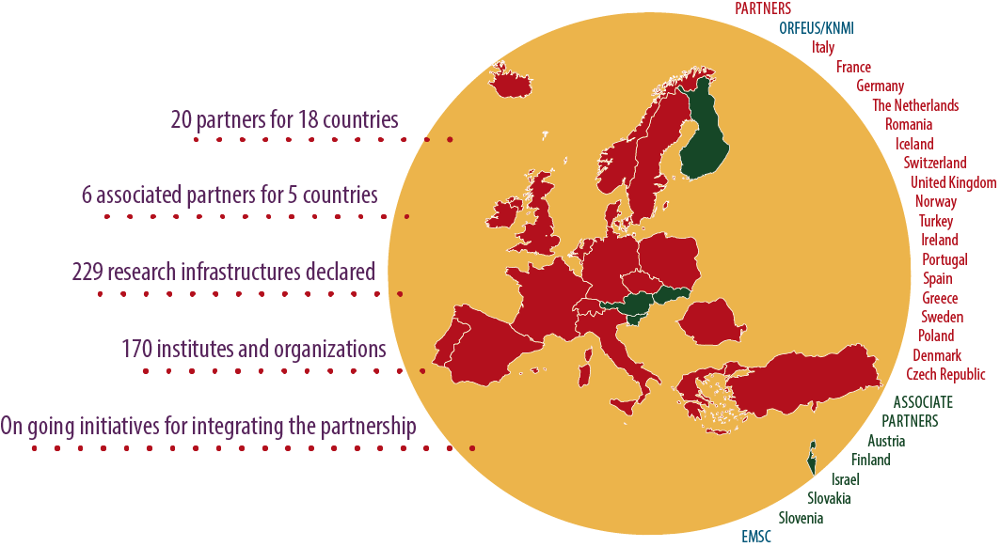 20 partners for 18 countries
6 associated partners for 5 countries
229 research infrastructures declared
170 institutes and organizations
On going initiatives for integrating the partnership
PARTNERS
ORFEUS/KNMI
Italy
France
Germany
The Netherlands
Romania
Iceland
Switzerland
United Kingdom
Norway
Turkey
Ireland
Portugal
Spain
Greece
Sweden
Poland
Denmark
Czech Republic
ASSOCIATE
PARTNERS
Austria
Finland
Israel
Slovakia
Slovenia
EMSC